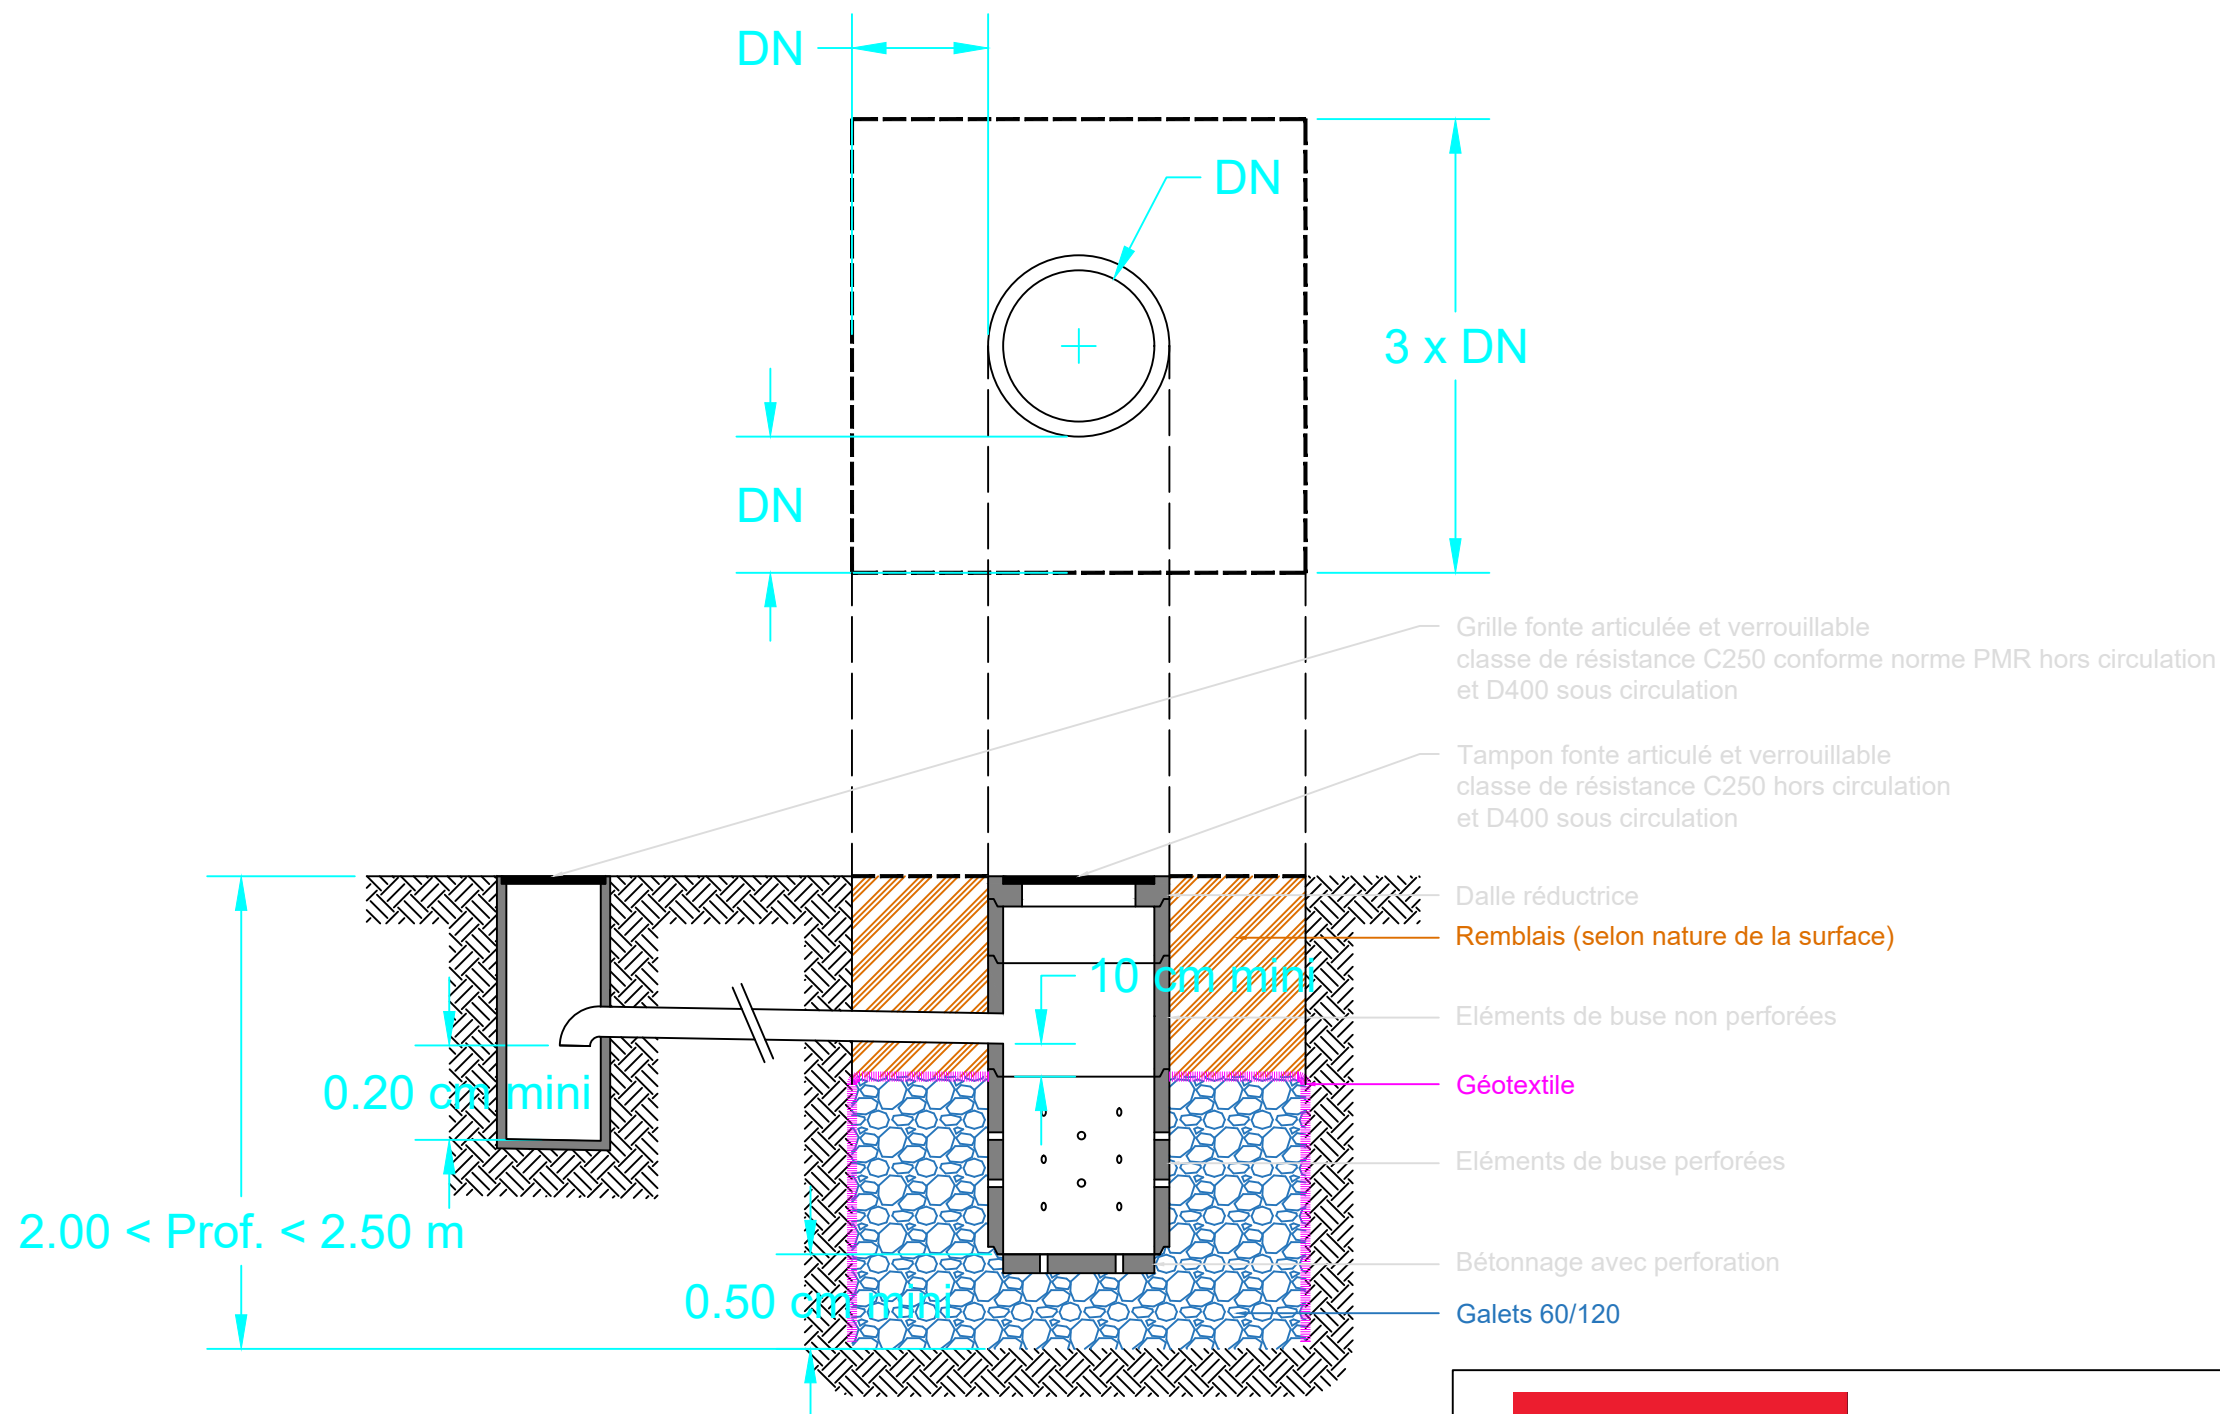 DN
DN
3 x DN
DN
Grille fonte articulée et verrouillable
classe de résistance C250 conforme norme PMR hors circulation
et D400 sous circulation
Tampon fonte articulé et verrouillable
classe de résistance C250 hors circulation
et D400 sous circulation
Dalle réductrice
Remblais (selon nature de la surface)
10 cm mini
Eléments de buse non perforées
0.20 cm mini
Géotextile
Eléments de buse perforées
2.00 < Prof. < 2.50 m
Bétonnage avec perforation
0.50 cm mini
Galets 60/120